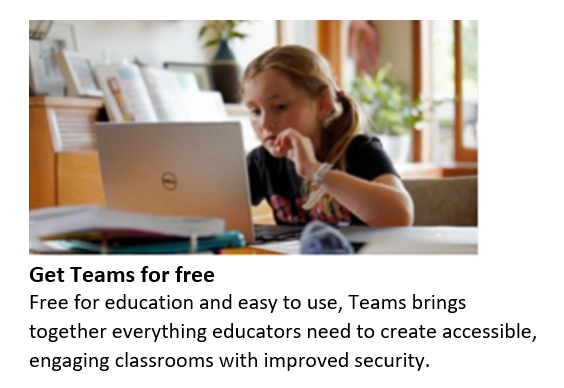 DELL
Get Teams for free
Free for education and easy to use, Teams brings
together everything educators need to create accessible,
engaging classrooms with improved security.